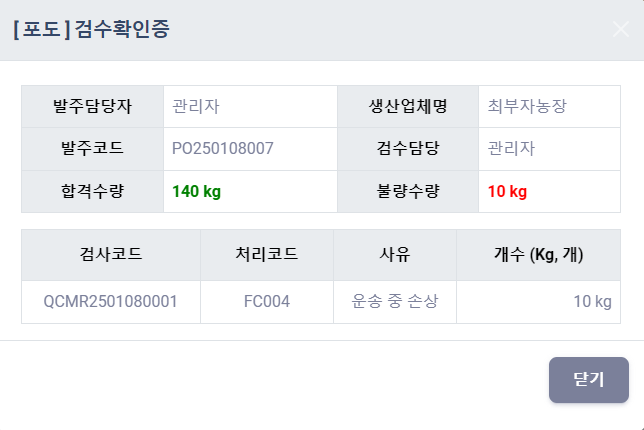 [ 포도 ] 검수확인증
발주담당자 관리자 생산업체명 최부자농장
발주코드 PO250108007 검수담당 관리자
합격수량 140 kg 불량수량 10 kg
검사코드 처리코드 사유 개수 (Kg, 개)
QCMR2501080001 FC004 운송 중 손상 10 kg
닫기